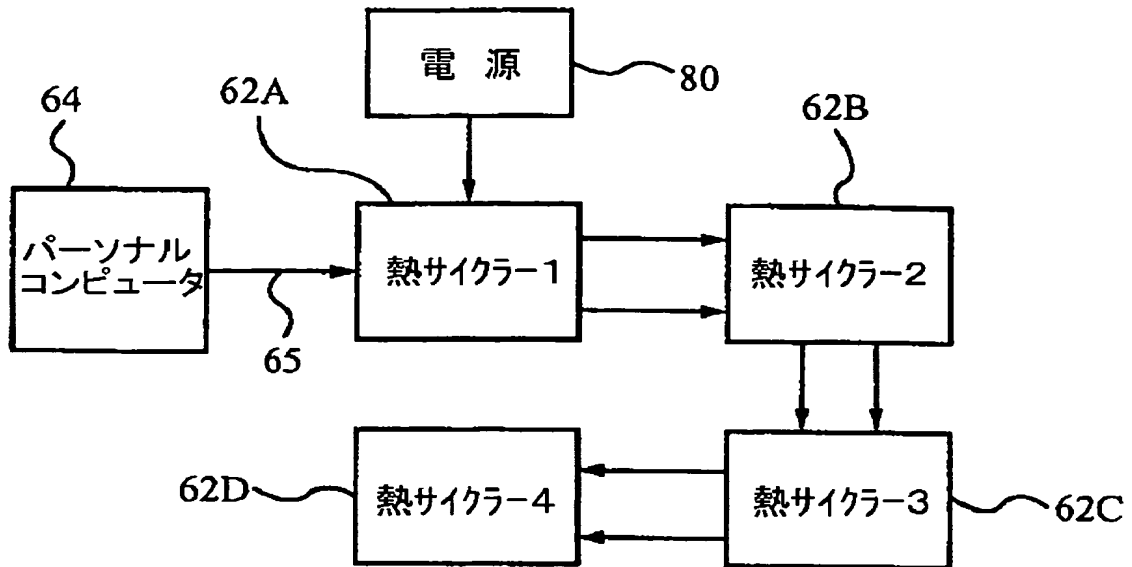 電 源
80
64
62A
62B
パーソナル
コンピュータ
熱サイクラー1
熱サイクラー2
65
62D
熱サイクラー4
熱サイクラー3
62C